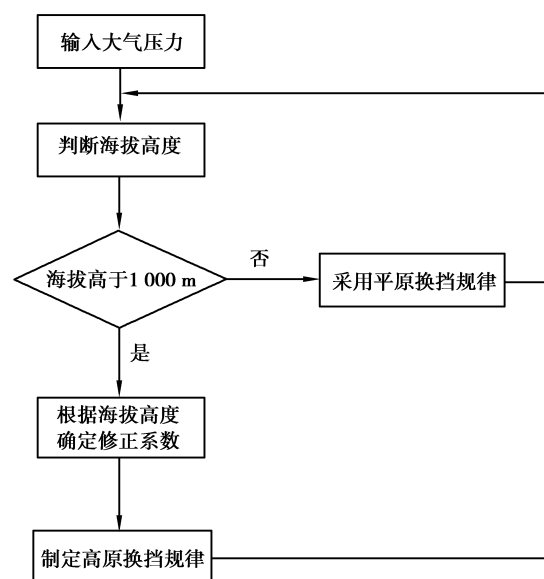 输入大气压力
判断海拔高度
海拔高于1 000 m
否
采用平原换挡规律
是
根据海拔高度
确定修正系数
制定高原换挡规律